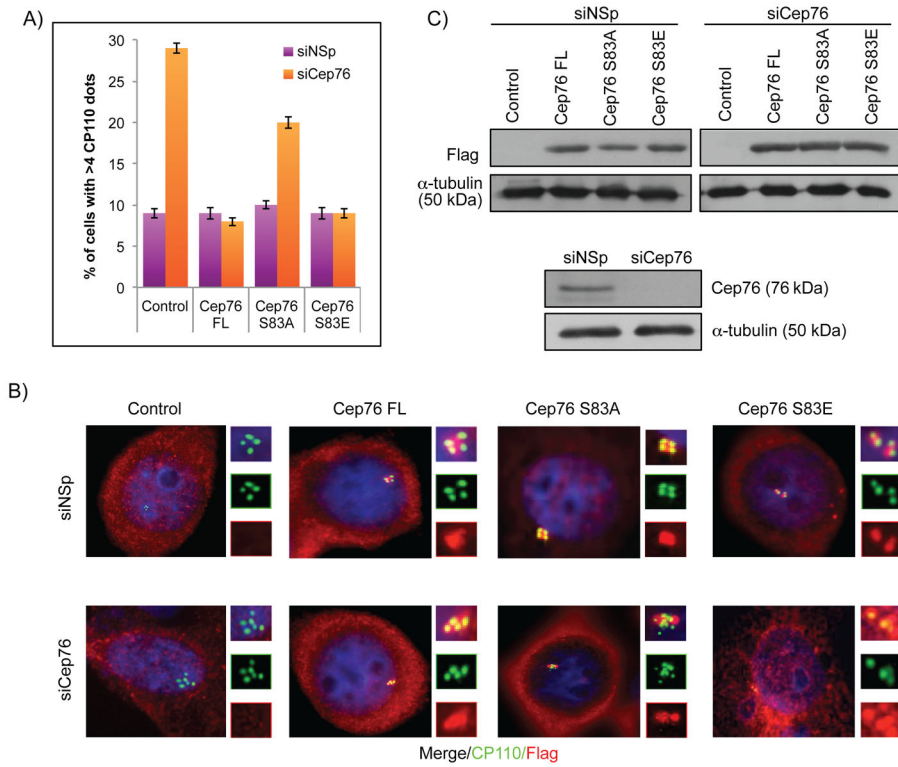 A)
% of cells with >4 CP110 dots
30
25
20
15
10
5
0
siNSp
siCep76
Control
Cep76 FL
Cep76 S83A
Cep76 S83E
C)
siNSp
siCep76
Control
Cep76 FL
Cep76 S83A
Cep76 S83E
Control
Cep76 FL
Cep76 S83A
Cep76 S83E
Flag
α-tubulin
(50 kDa)
siNSp
siCep76
Cep76 (76 kDa)
α-tubulin (50 kDa)
B)
Control
Cep76 FL
Cep76 S83A
Cep76 S83E
siNSp
siCep76
Merge/CP110/Flag